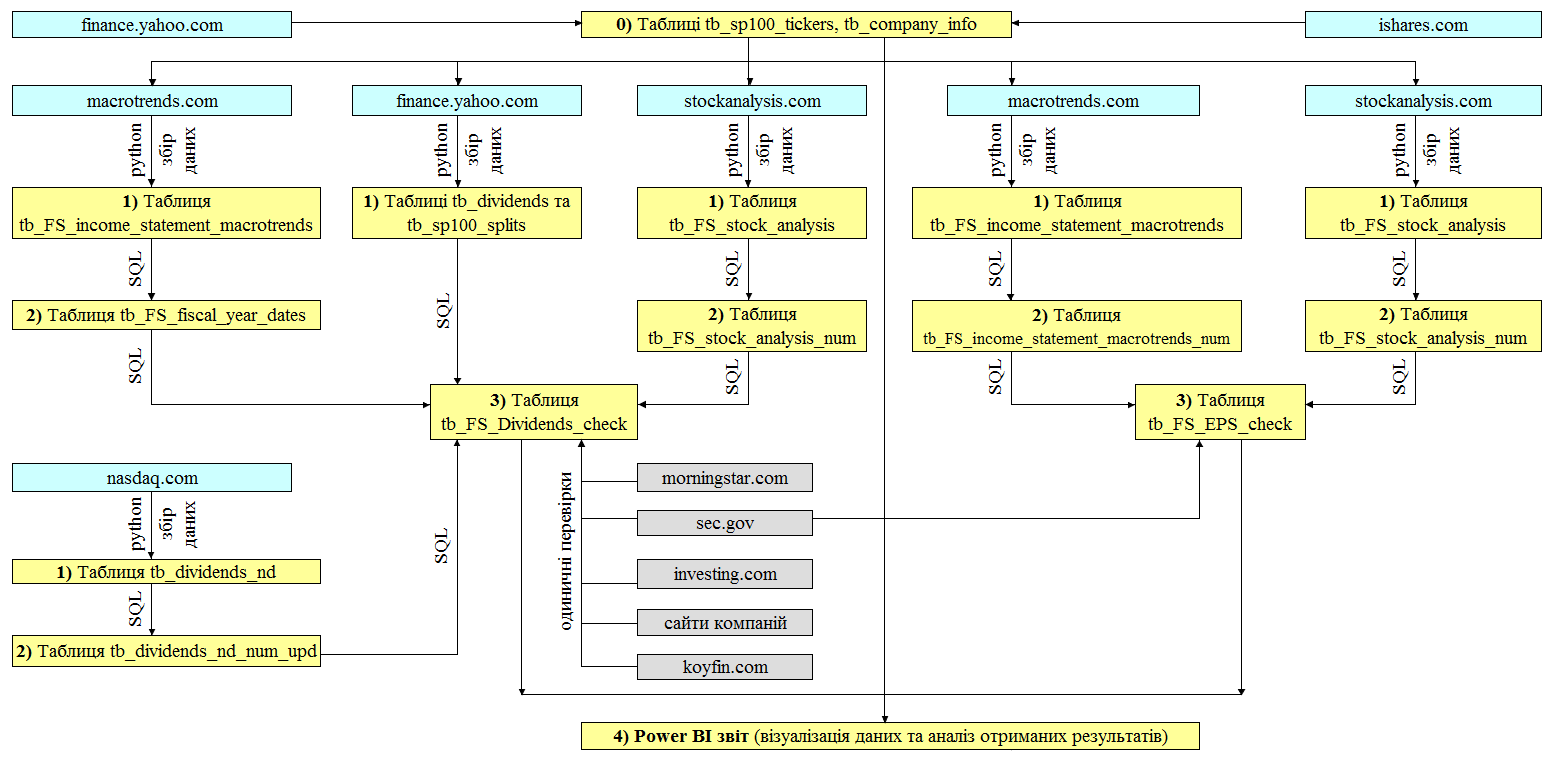 finance.yahoo.com
0) Таблиці tb_sp100_tickers, tb_company_info
ishares.com
macrotrends.com
finance.yahoo.com
stockanalysis.com
macrotrends.com
stockanalysis.com
python
збір
даних
python
збір
даних
python
збір
даних
python
збір
даних
python
збір
даних
1) Таблиця
tb_FS_income_statement_macrotrends
1) Таблиці tb_dividends та
tb_sp100_splits
1) Таблиця
tb_FS_stock_analysis
1) Таблиця
tb_FS_income_statement_macrotrends
1) Таблиця
tb_FS_stock_analysis
SQL
SQL
SQL
SQL
SQL
2) Таблиця tb_FS_fiscal_year_dates
2) Таблиця
tb_FS_stock_analysis_num
2) Таблиця
tb_FS_income_statement_macrotrends_num
2) Таблиця
tb_FS_stock_analysis_num
SQL
SQL
SQL
SQL
3) Таблиця
tb_FS_Dividends_check
3) Таблиця
tb_FS_EPS_check
nasdaq.com
python
збір
даних
1) Таблиця tb_dividends_nd
SQL
2) Таблиця tb_dividends_nd_num_upd
SQL
одиничні перевірки
morningstar.com
sec.gov
investing.com
сайти компаній
koyfin.com
4) Power BI звіт (візуалізація даних та аналіз отриманих результатів)